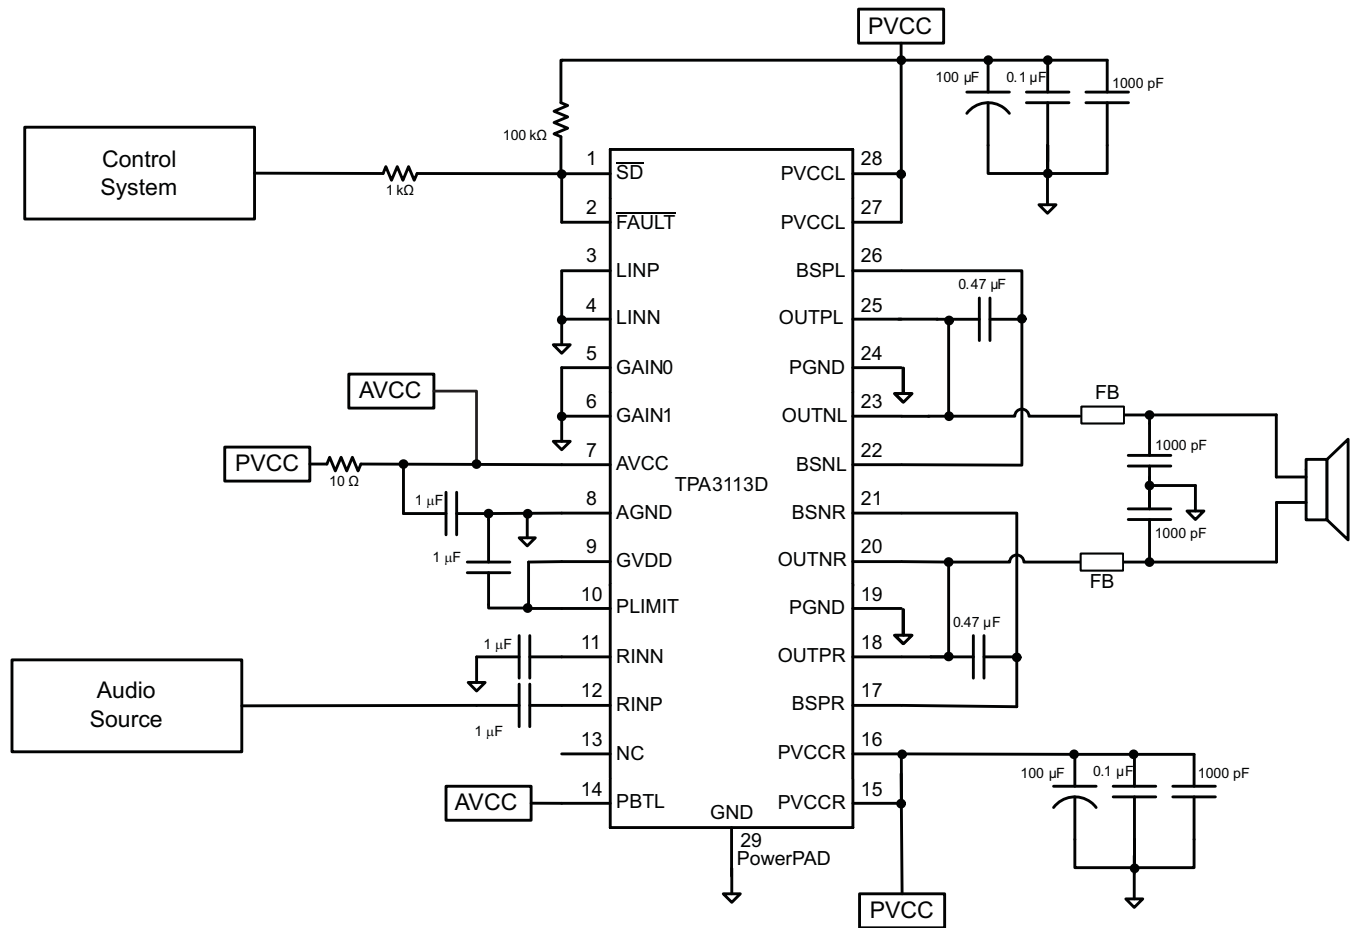 PVCC
100 µF
0.1 µF
1000 pF
100 kΩ
Control
System
1 kΩ
1
SD
2
FAULT
3
LINP
4
LINN
5
GAIN0
6
GAIN1
AVCC
PVCC
10 Ω
7
AVCC
1 µF
8
AGND
1 µF
9
GVDD
10
PLIMIT
1 µF
11
RINN
Audio
Source
1 µF
12
RINP
13
NC
AVCC
14
PBTL
TPA3113D
GND
29
PowerPAD
28
PVCCL
27
PVCCL
26
BSPL
0.47 µF
25
OUTPL
24
PGND
23
OUTNL
FB
22
BSNL
1000 pF
21
BSNR
1000 pF
20
OUTNR
FB
19
PGND
0.47 µF
18
OUTPR
17
BSPR
16
PVCCR
15
PVCCR
100 µF
0.1 µF
1000 pF
PVCC